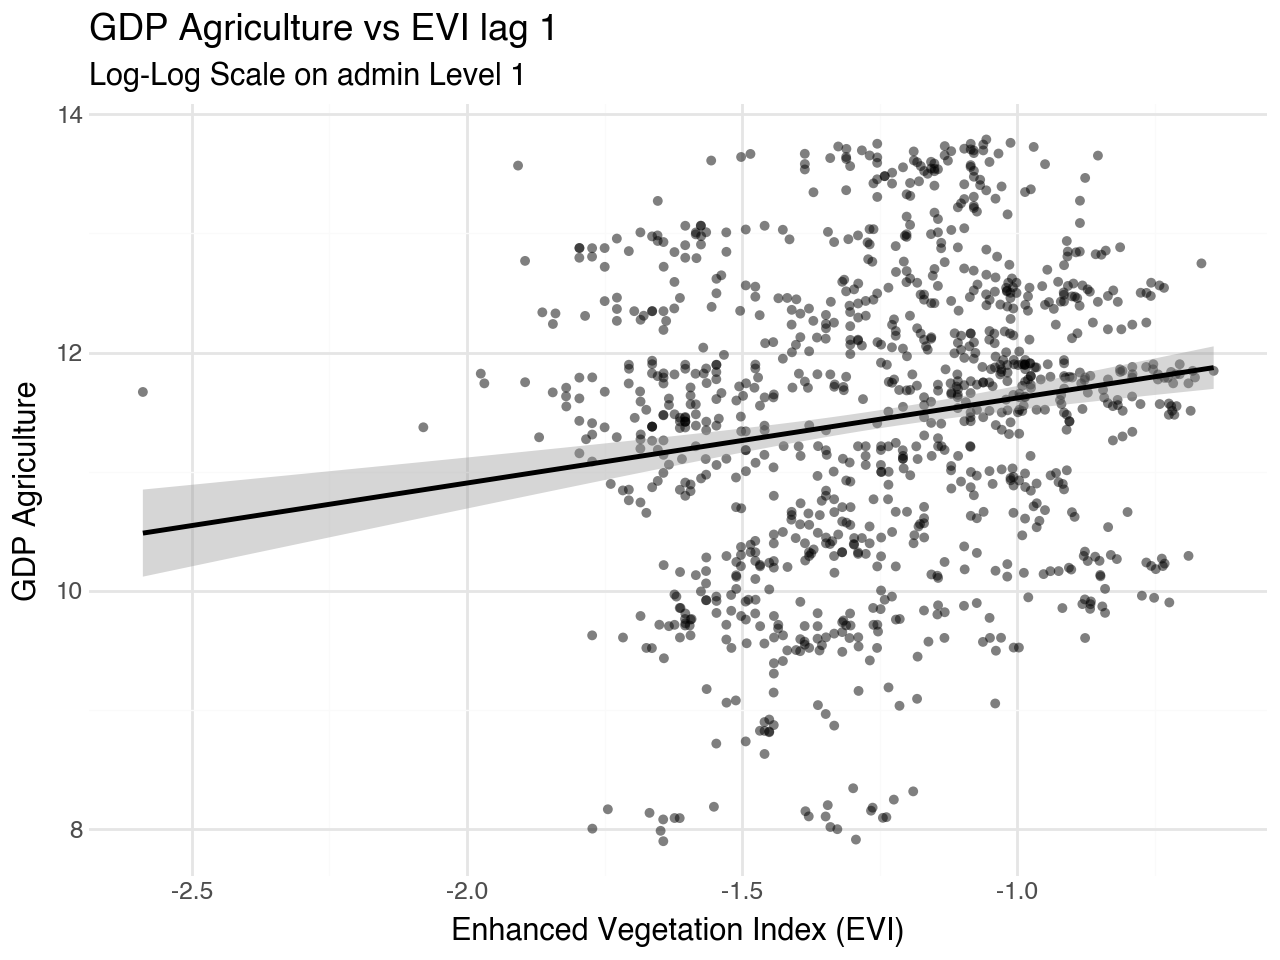 GDP Agriculture vs EVI lag 1
Log-Log Scale on admin Level 1
14
12
10
8
GDP Agriculture
-2.5
-2.0
-1.5
-1.0
Enhanced Vegetation Index (EVI)